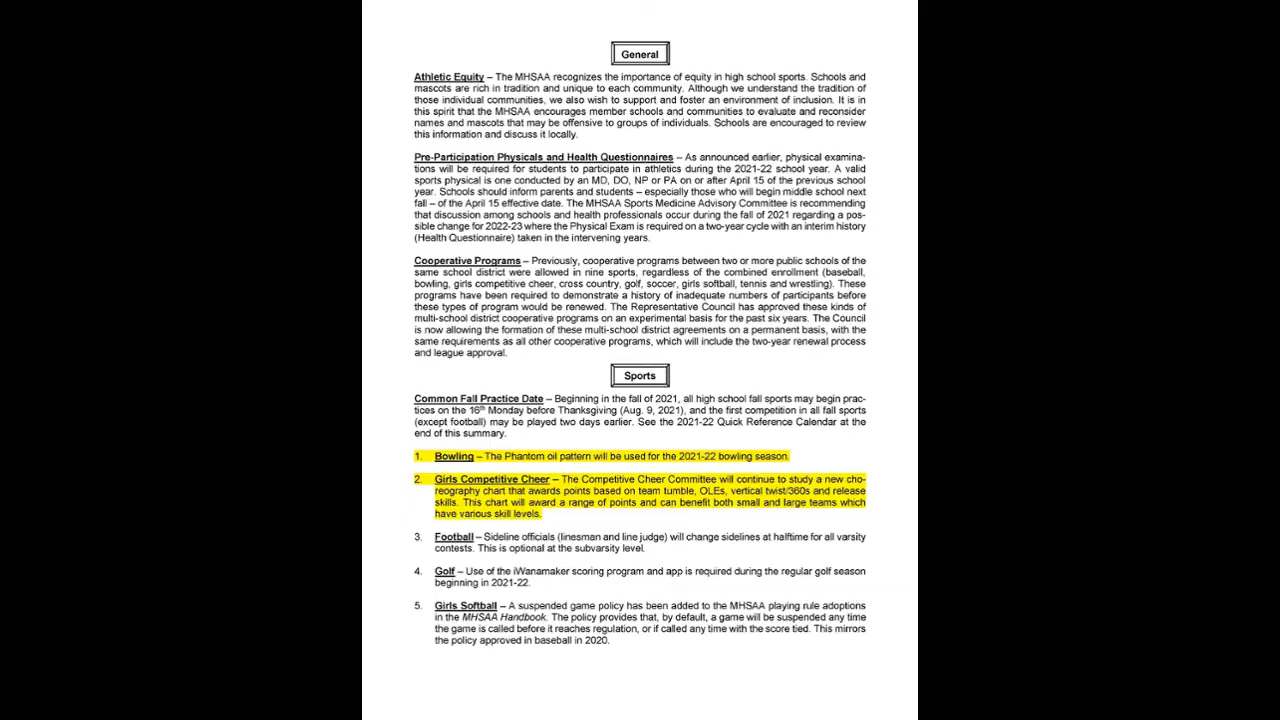 General
Athletic Equity – The MHSAA recognizes the importance of equity in high school sports. Schools and
mascots are rich in tradition and unique to each community. Although we understand the tradition of
those individual communities, we also wish to support and foster an environment of inclusion. It is in
this spirit that the MHSAA encourages member schools and communities to evaluate and reconsider
names and mascots that may be offensive to groups of individuals. Schools are encouraged to review
this information and discuss it locally.
Pre-Participation Physicals and Health Questionnaires – As announced earlier, physical examina-
tions will be required for students to participate in athletics during the 2021-22 school year. A valid
sports physical is one conducted by an MD, DO, NP or PA on or after April 15 of the previous school
year. Schools should inform parents and students – especially those who will begin middle school next
fall – of the April 15 effective date. The MHSAA Sports Medicine Advisory Committee is recommending
that discussion among schools and health professionals occur during the fall of 2021 regarding a pos-
sible change for 2022-23 where the Physical Exam is required on a two-year cycle with an interim history
(Health Questionnaire) taken in the intervening years.
Cooperative Programs – Previously, cooperative programs between two or more public schools of the
same school district were allowed in nine sports, regardless of the combined enrollment (baseball,
bowling, girls competitive cheer, cross country, golf, soccer, girls softball, tennis and wrestling). These
programs have been required to demonstrate a history of inadequate numbers of participants before
these types of program would be renewed. The Representative Council has approved these kinds of
multi-school district cooperative programs on an experimental basis for the past six years. The Council
is now allowing the formation of these multi-school district agreements on a permanent basis, with the
same requirements as all other cooperative programs, which will include the two-year renewal process
and league approval.
Sports
Common Fall Practice Date – Beginning in the fall of 2021, all high school fall sports may begin prac-
tices on the 16th Monday before Thanksgiving (Aug. 9, 2021), and the first competition in all fall sports
(except football) may be played two days earlier. See the 2021-22 Quick Reference Calendar at the
end of this summary.
1. Bowling – The Phantom oil pattern will be used for the 2021-22 bowling season.
2. Girls Competitive Cheer – The Competitive Cheer Committee will continue to study a new cho-
reography chart that awards points based on team tumble, OLEs, vertical twist/360s and release
skills. This chart will award a range of points and can benefit both small and large teams which
have various skill levels.
3. Football – Sideline officials (linesman and line judge) will change sidelines at halftime for all varsity
contests. This is optional at the subvarsity level.
4. Golf – Use of the iWanamaker scoring program and app is required during the regular golf season
beginning in 2021-22.
5. Girls Softball – A suspended game policy has been added to the MHSAA playing rule adoptions
in the MHSAA Handbook. The policy provides that, by default, a game will be suspended any time
the game is called before it reaches regulation, or if called any time with the score tied. This mirrors
the policy approved in baseball in 2020.